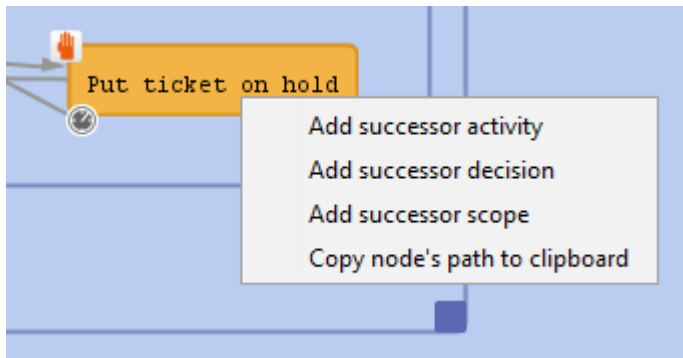 Put ticket on hold
Add successor activity
Add successor decision
Add successor scope
Copy node's path to clipboard